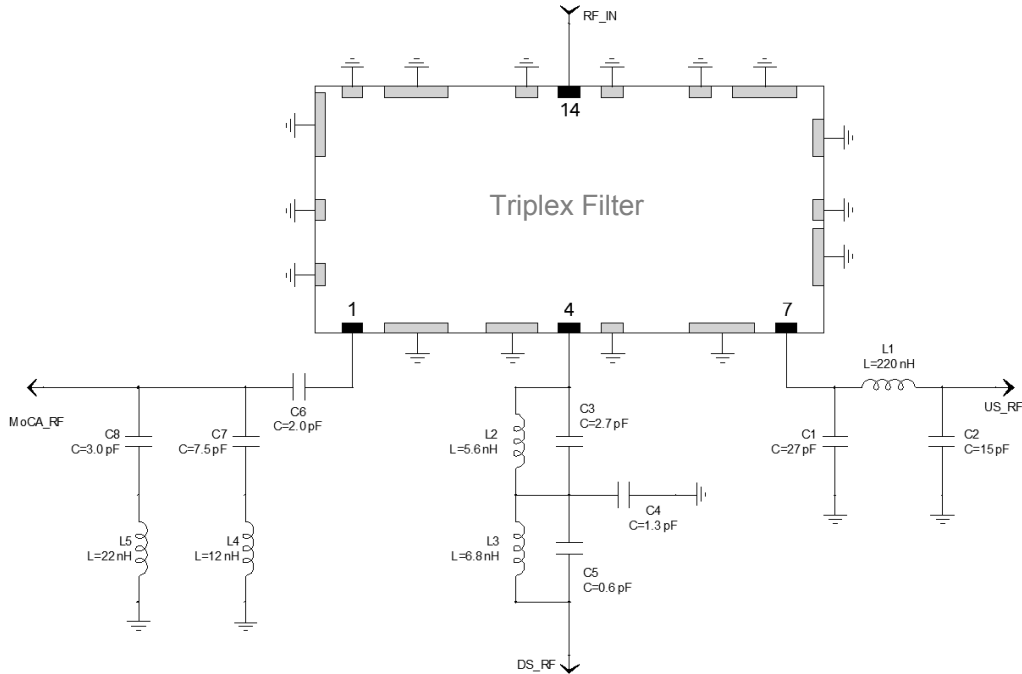 RF_IN
14
Triplex Filter
1
4
7
L1
L=220 nH
MoCA_RF
C6
C=2.0 pF
US_RF
C8
C=3.0 pF
C7
C=7.5 pF
L2
L=5.6 nH
C3
C=2.7 pF
C1
C=27 pF
C2
C=15 pF
C4
C=1.3 pF
L5
L=22 nH
L4
L=12 nH
L3
L=6.8 nH
C5
C=0.6 pF
DS_RF